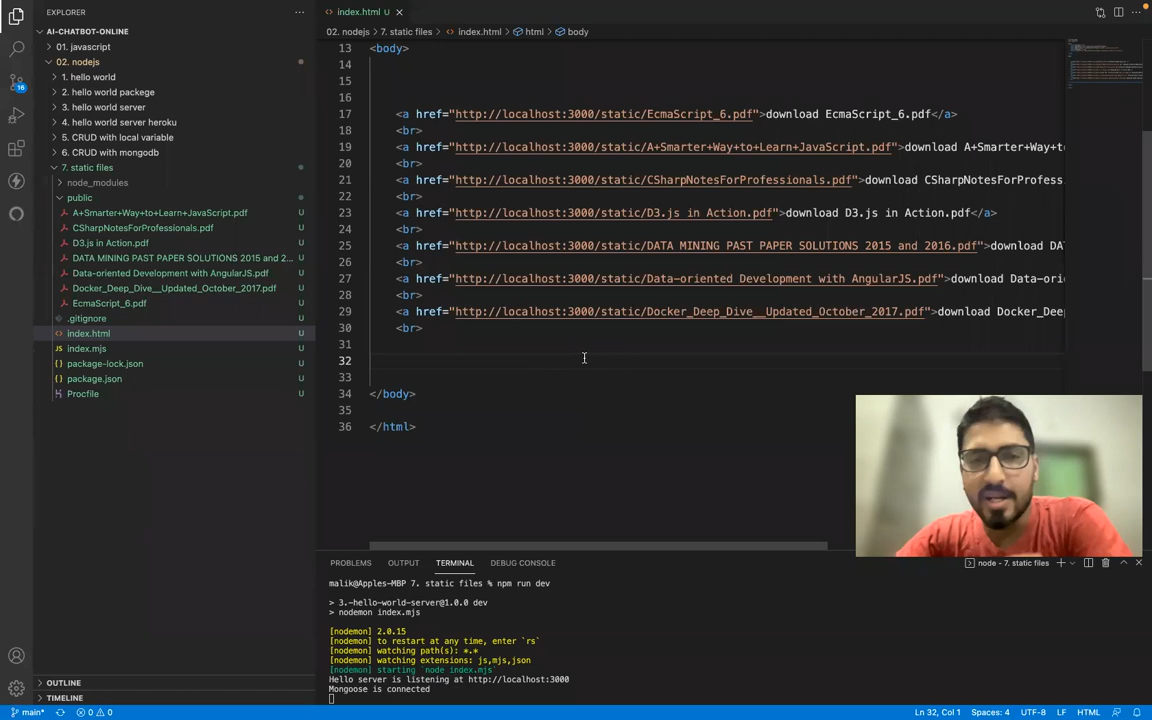 EXPLORER
AI-CHATBOT-ONLINE
01. javascript
02. nodejs
1. hello world
2. hello world packege
3. hello world server
4. hello world server heroku
5. CRUD with local variable
6. CRUD with mongodb
7. static files
node_modules
public
A+Smarter+Way+to+Learn+JavaScript.pdf U
CSharpNotesForProfessionals.pdf U
D3.js in Action.pdf U
DATA MINING PAST PAPER SOLUTIONS 2015 and 2... U
Data-oriented Development with AngularJS.pdf U
Docker_Deep_Dive__Updated_October_2017.pdf U
EcmaScript_6.pdf U
.gitignore U
index.html U
JS index.mjs U
package-lock.json U
package.json U
Procfile U
OUTLINE
TIMELINE
16
index.html U
02. nodejs > 7. static files > index.html > html > body
13 <body>
14
15
16
17 <a href="http://localhost:3000/static/EcmaScript_6.pdf">download EcmaScript_6.pdf</a>
18 <br>
19 <a href="http://localhost:3000/static/A+Smarter+Way+to+Learn+JavaScript.pdf">download A+Smarter+Way+t
20 <br>
21 <a href="http://localhost:3000/static/CSharpNotesForProfessionals.pdf">download CSharpNotesForProfess
22 <br>
23 <a href="http://localhost:3000/static/D3.js in Action.pdf">download D3.js in Action.pdf</a>
24 <br>
25 <a href="http://localhost:3000/static/DATA MINING PAST PAPER SOLUTIONS 2015 and 2016.pdf">download DA
26 <br>
27 <a href="http://localhost:3000/static/Data-oriented Development with AngularJS.pdf">download Data-ori
28 <br>
29 <a href="http://localhost:3000/static/Docker_Deep_Dive__Updated_October_2017.pdf">download Docker_Dee
30 <br>
31
32
33
34 </body>
35
36 </html>
PROBLEMS OUTPUT TERMINAL DEBUG CONSOLE
node - 7. static files
malik@Apples-MBP 7. static files % npm run dev
> 3.-hello-world-server@1.0.0 dev
> nodemon index.mjs
[nodemon] 2.0.15
[nodemon] to restart at any time, enter `rs`
[nodemon] watching path(s): *.*
[nodemon] watching extensions: js,mjs,json
[nodemon] starting `node index.mjs`
Hello server is listening at http://localhost:3000
Mongoose is connected
main* 0 0
Ln 32, Col 1 Spaces: 4 UTF-8 LF HTML